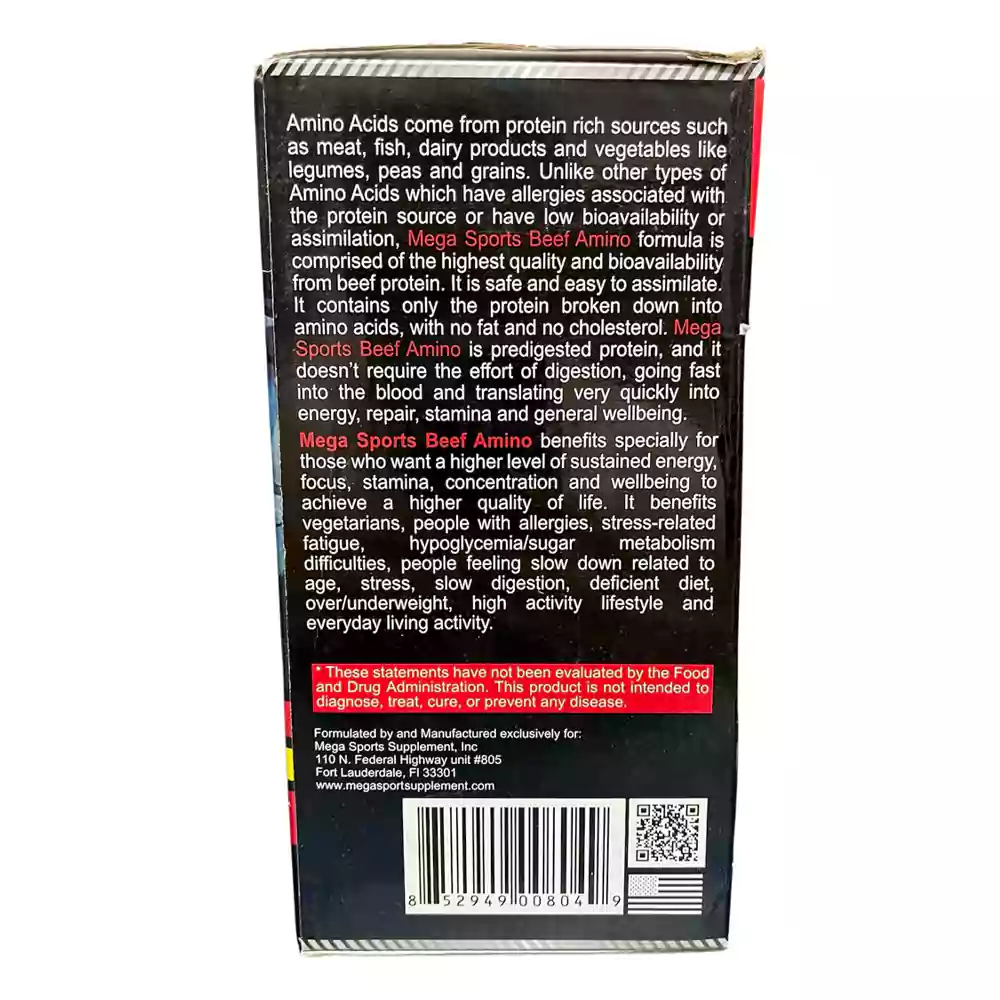 Amino Acids come from protein rich sources such
as meat, fish, dairy products and vegetables like
legumes, peas and grains. Unlike other types of
Amino Acids which have allergies associated with
the protein source or have low bioavailability or
assimilation, Mega Sports Beef Amino formula is
comprised of the highest quality and bioavailability
from beef protein. It is safe and easy to assimilate.
It contains only the protein broken down into
amino acids, with no fat and no cholesterol. Mega
Sports Beef Amino is predigested protein, and it
doesn't require the effort of digestion, going fast
into the blood and translating very quickly into
energy, repair, stamina and general wellbeing.
Mega Sports Beef Amino benefits specially for
those who want a higher level of sustained energy,
focus, stamina, concentration and wellbeing to
achieve a higher quality of life. It benefits
vegetarians, people with allergies, stress-related
fatigue, hypoglycemia/sugar metabolism
difficulties, people feeling slow down related to
age, stress, slow digestion, deficient diet,
over/underweight, high activity lifestyle and
everyday living activity.
* These statements have not been evaluated by the Food
and Drug Administration. This product is not intended to
diagnose, treat, cure, or prevent any disease.
Formulated by and Manufactured exclusively for:
Mega Sports Supplement, Inc
110 N. Federal Highway unit #805
Fort Lauderdale, Fl 33301
www.megasportsupplement.com
8 52949 00804 9